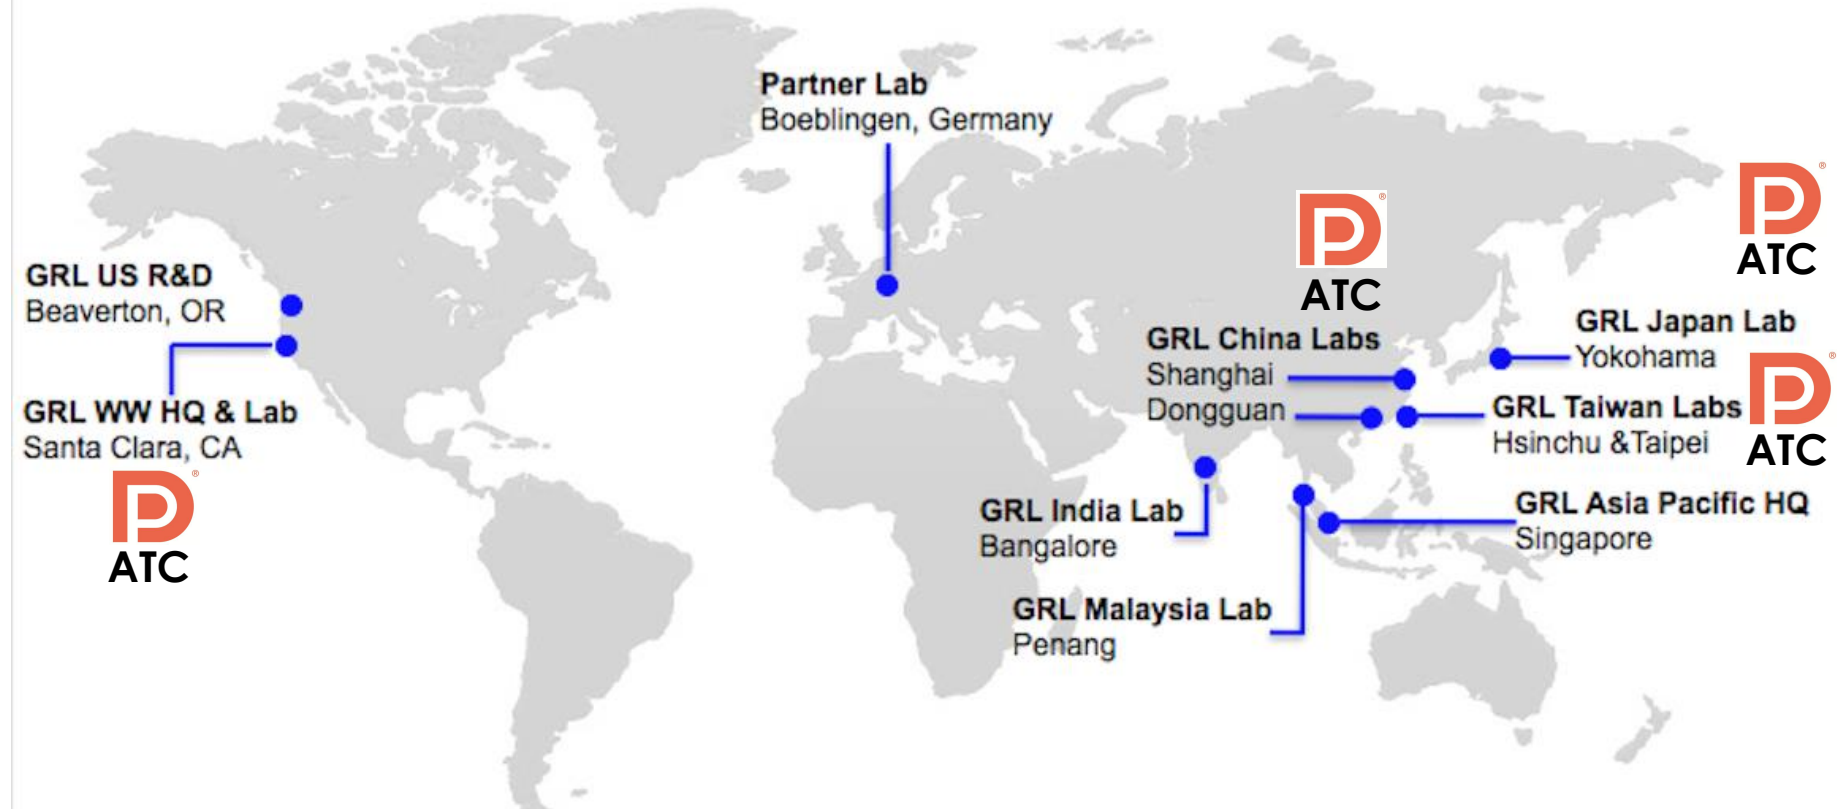 Partner Lab
Boeblingen, Germany
GRL US R&D
Beaverton, OR
GRL WW HQ & Lab
Santa Clara, CA
®
ATC
®
ATC
GRL China Labs
Shanghai
Dongguan
®
ATC
GRL Japan Lab
Yokohama
GRL Taiwan Labs
Hsinchu &Taipei
®
ATC
GRL India Lab
Bangalore
GRL Asia Pacific HQ
Singapore
GRL Malaysia Lab
Penang